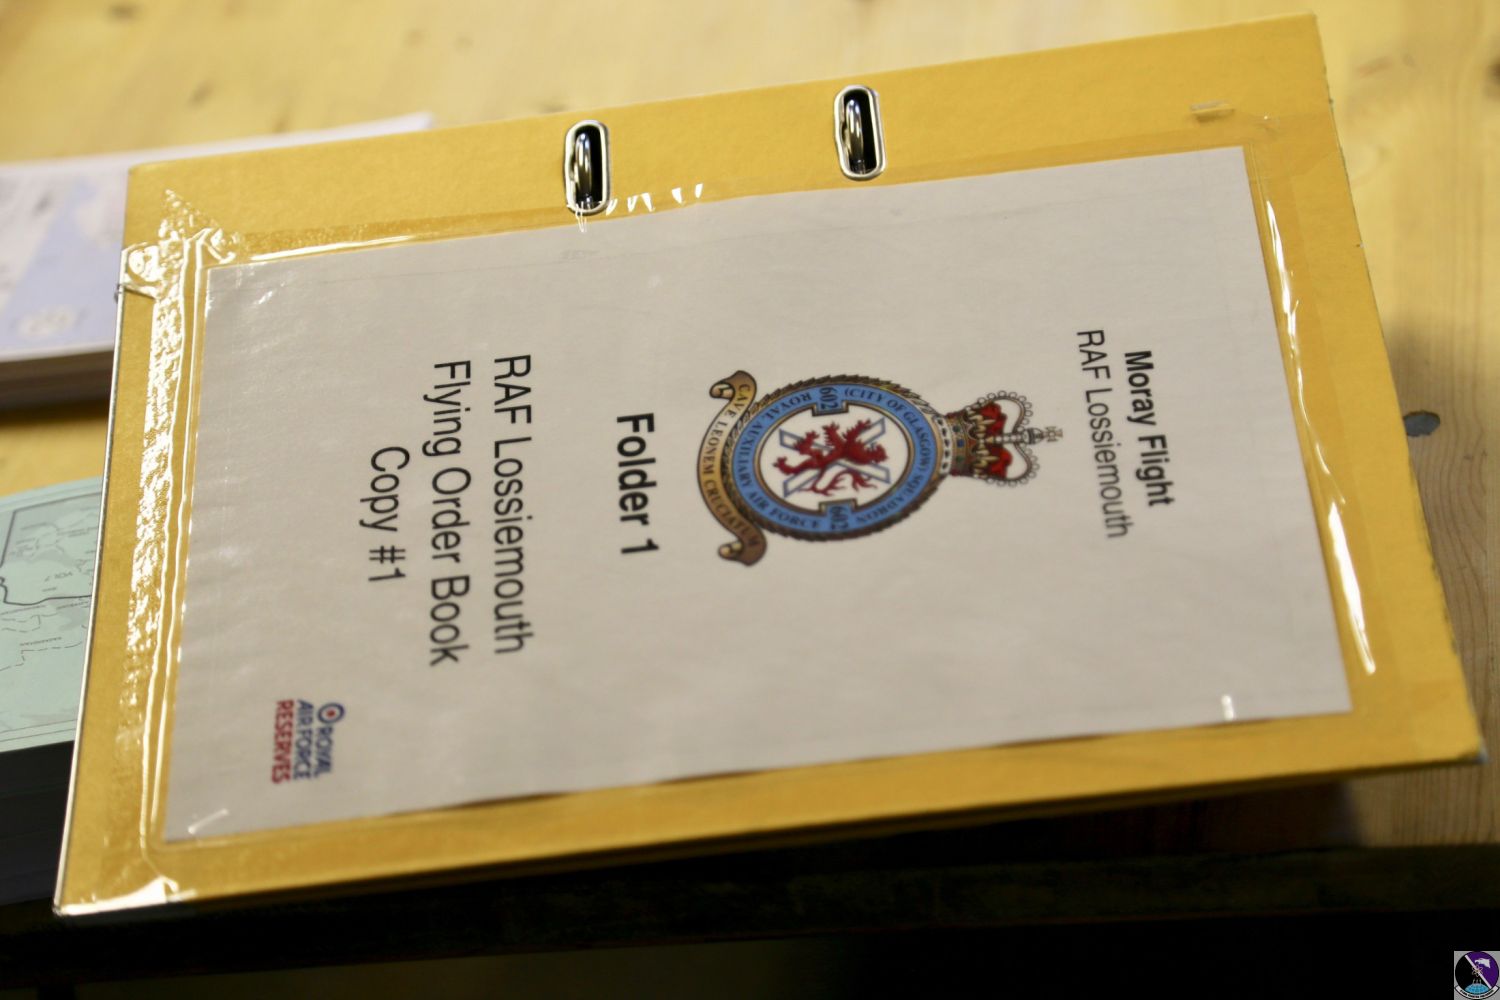 Moray Flight
RAF Lossiemouth
(CITY OF GLASGOW) SQUADRON
602
602
ROYAL AUXILIARY AIR FORCE
CAVE LEONEM CRUCIATUM
Folder 1
RAF Lossiemouth
Flying Order Book
Copy #1
ROYAL
AIR FORCE
RESERVES